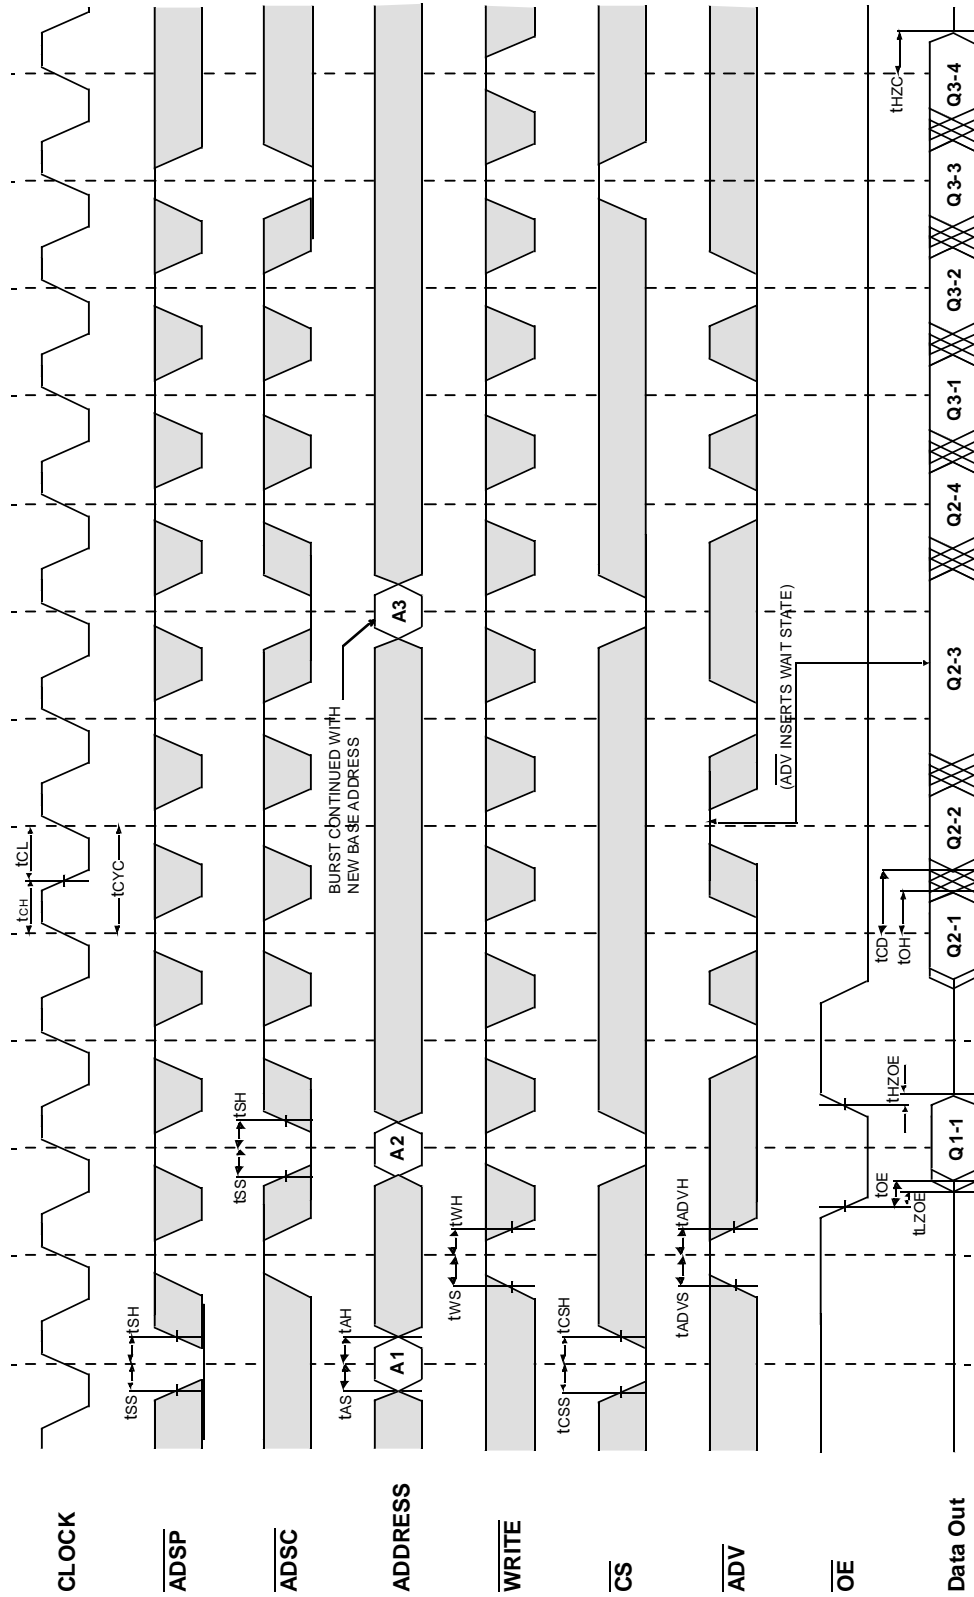 CLOCK
tCH
tCL
tCYC
ADSP
tSS
tSH
ADSC
tSS
tSH
ADDRESS
tAS
tAH
A1
A2
A3
BURST CONTINUED WITH
NEW BASE ADDRESS
WRITE
tWS
tWH
CS
tCSS
tCSH
ADV
tADVS
tADVH
(ADV INSERTS WAIT STATE)
OE
tOE
tLZOE
tHZOE
tCD
tOH
tHZC
Data Out
Q1-1
Q2-1
Q2-2
Q2-3
Q2-4
Q3-1
Q3-2
Q3-3
Q3-4